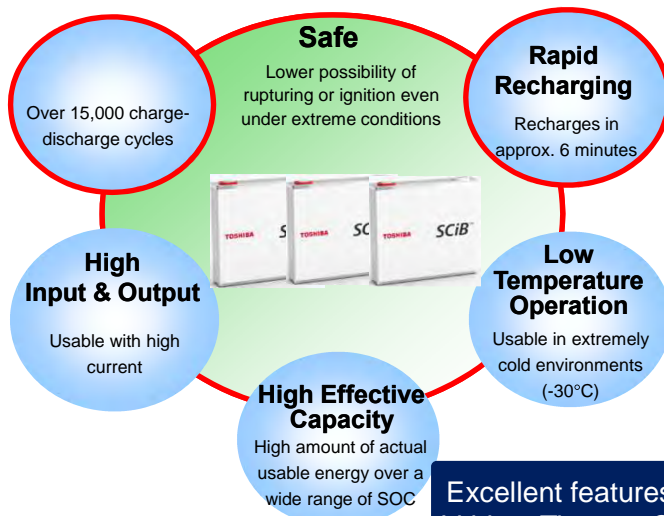 Safe
Lower possibility of
rupturing or ignition even
under extreme conditions
Rapid
Recharging
Recharges in
approx. 6 minutes
Over 15,000 charge-
discharge cycles
TOSHIBA S
TOSHIBA SC
TOSHIBA SCiB™
High
Input & Output
Usable with high
current
Low
Temperature
Operation
Usable in extremely
cold environments
(-30°C)
High Effective
Capacity
High amount of actual
usable energy over a
wide range of SOC
Excellent features